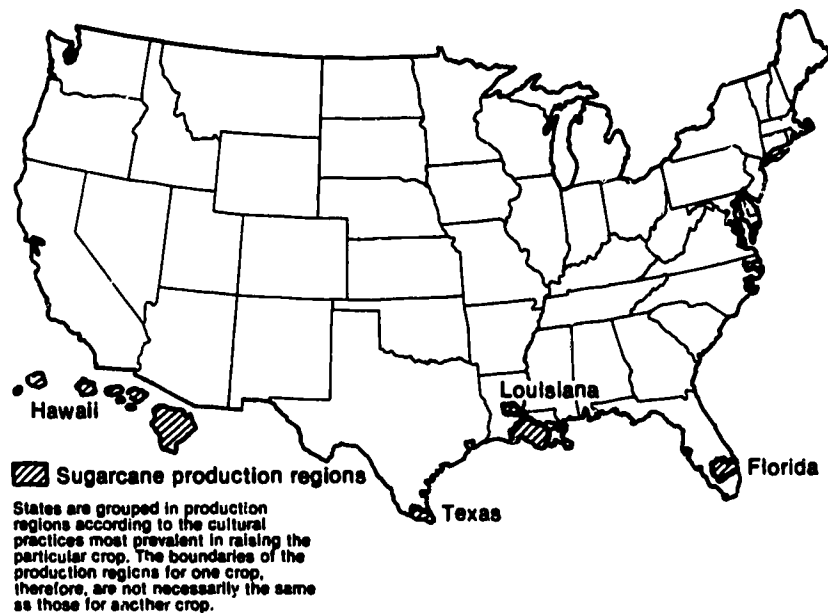 Louisiana
Hawaii
Florida
Sugarcane production regions
Texas
States are grouped in production
regions according to the cultural
practices most prevalent in raising the
particular crop. The boundaries of the
production regions for one crop,
therefore, are not necessarily the same
as those for another crop.